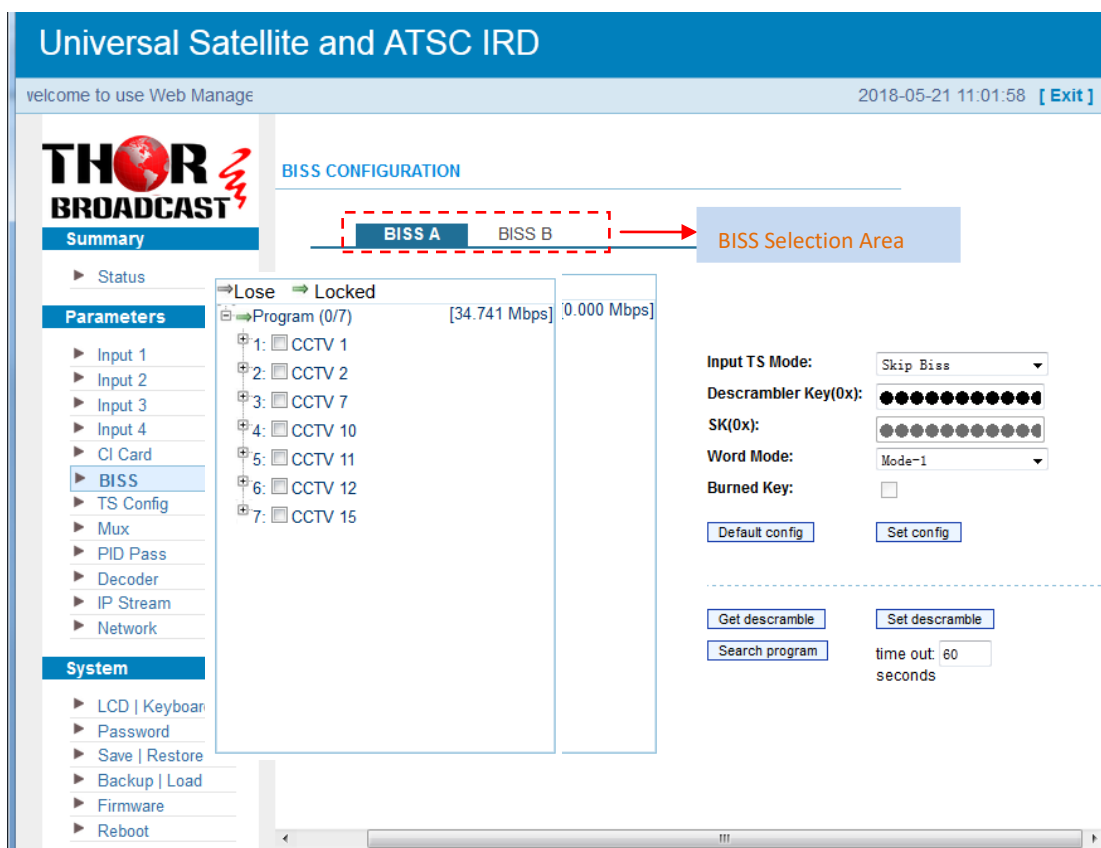 Universal Satellite and ATSC IRD
velcome to use Web Manage
2018-05-21 11:01:58 [ Exit ]
THOR
BROADCAST
BISS CONFIGURATION
BISS A BISS B
BISS Selection Area
Summary
Status
Parameters
Input 1
Input 2
Input 3
Input 4
CI Card
BISS
TS Config
Mux
PID Pass
Decoder
IP Stream
Network
System
LCD | Keyboar
Password
Save | Restore
Backup | Load
Firmware
Reboot
Lose Locked
Program (0/7) [34.741 Mbps]
0.000 Mbps]
1: CCTV 1
2: CCTV 2
3: CCTV 7
4: CCTV 10
5: CCTV 11
6: CCTV 12
7: CCTV 15
Input TS Mode: Skip Biss
Descrambler Key(0x):
SK(0x):
Word Mode: Mode-1
Burned Key:
Default config Set config
Get descramble Set descramble
Search program time out: 60
seconds